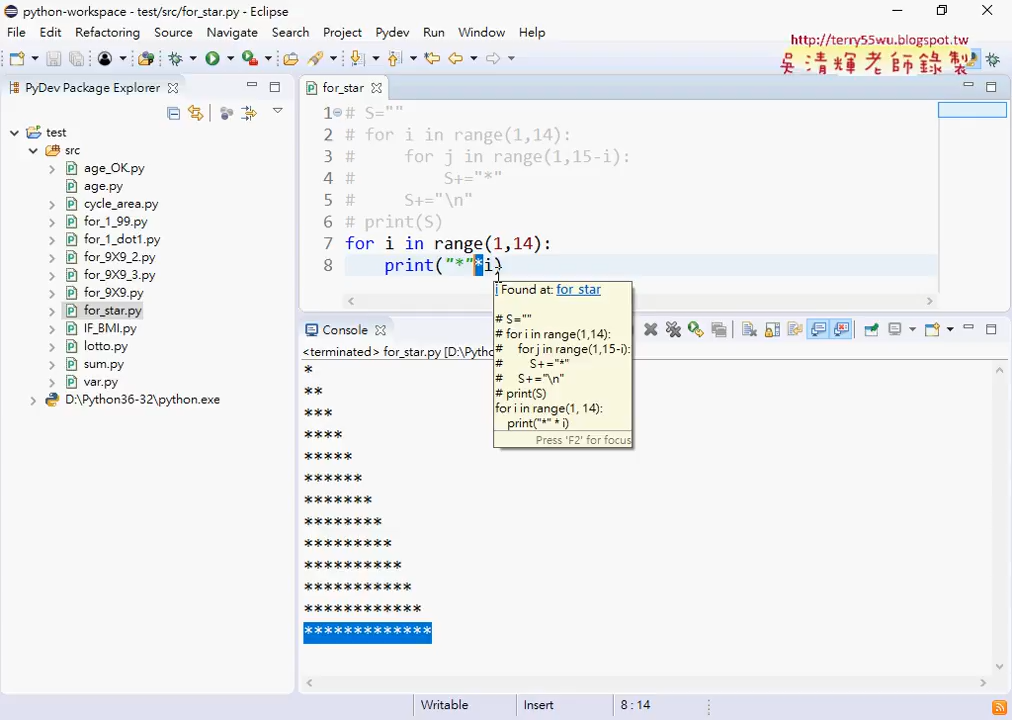 python-workspace - test/src/for_star.py - Eclipse
File Edit Refactoring Source Navigate Search Project Pydev Run Window Help
http://terry55wu.blogspot.tw
吳清輝老師錄製
PyDev Package Explorer
for_star
test
src
age_OK.py
age.py
cycle_area.py
for_1_99.py
for_1_dot1.py
for_9X9_2.py
for_9X9_3.py
for_9X9.py
for_star.py
IF_BMI.py
lotto.py
sum.py
var.py
D:\Python36-32\python.exe
1 # S=""
2 # for i in range(1,14):
3 #     for j in range(1,15-i):
4 #         S+="*"
5 #     S+="\n"
6 # print(S)
7 for i in range(1,14):
8     print("*"*i)
i Found at: for_star
# S=""
# for i in range(1,14):
#     for j in range(1,15-i):
#         S+="*"
#     S+="\n"
# print(S)
for i in range(1, 14):
    print("*" * i)
Press 'F2' for focus
Console
<terminated> for_star.py [D:\Pyth
*
**
***
****
*****
******
*******
********
*********
**********
***********
************
*************
Writable Insert 8 : 14